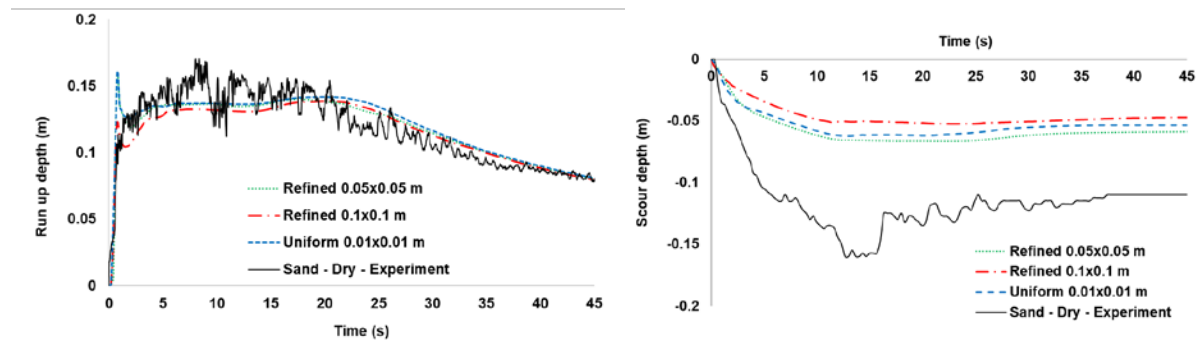 0.2
0.15
0.1
0.05
0
Run up depth (m)
Refined 0.05x0.05 m
Refined 0.1x0.1 m
Uniform 0.01x0.01 m
Sand - Dry - Experiment
0 5 10 15 20 25 30 35 40 45
Time (s)
Time (s)
0 5 10 15 20 25 30 35 40 45
0
-0.05
-0.1
-0.15
-0.2
Scour depth (m)
Refined 0.05x0.05 m
Refined 0.1x0.1 m
Uniform 0.01x0.01 m
Sand - Dry - Experiment